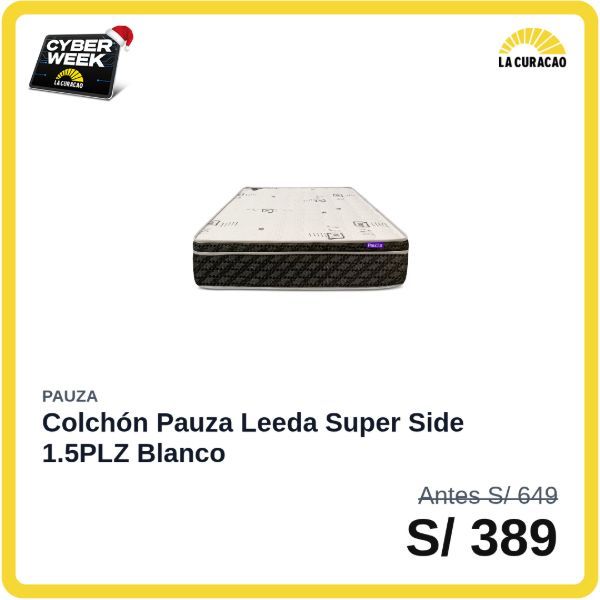 CYBER
WEEK
LA CURACAO
LA CURACAO
Pauza
PAUZA
Colchón Pauza Leeda Super Side
1.5PLZ Blanco
Antes S/ 649
S/ 389